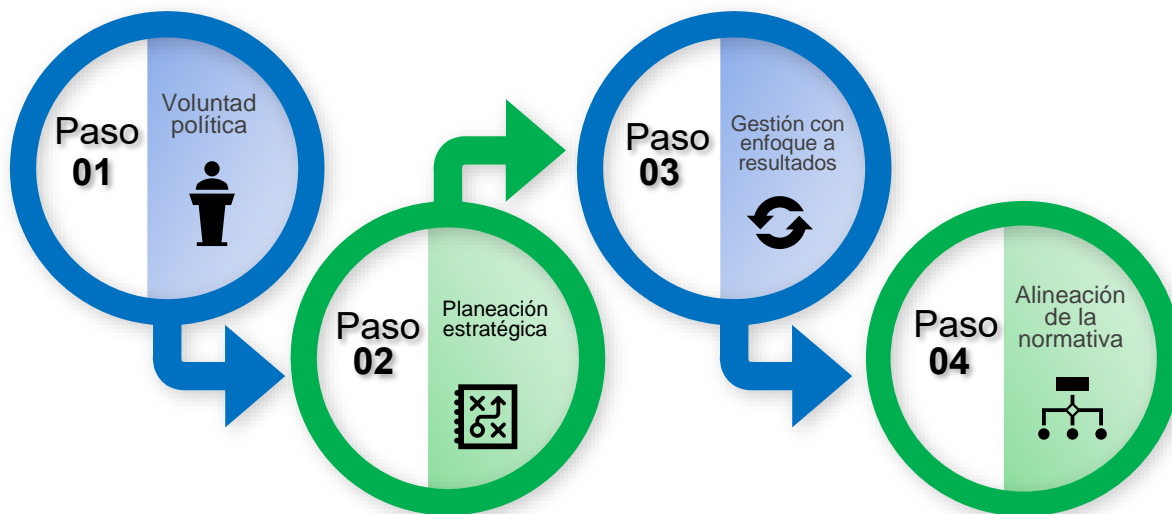 Paso
01
Voluntad
política
Paso
02
Planeación
estratégica
Paso
03
Gestión con
enfoque a
resultados
Paso
04
Alineación
de la
normativa